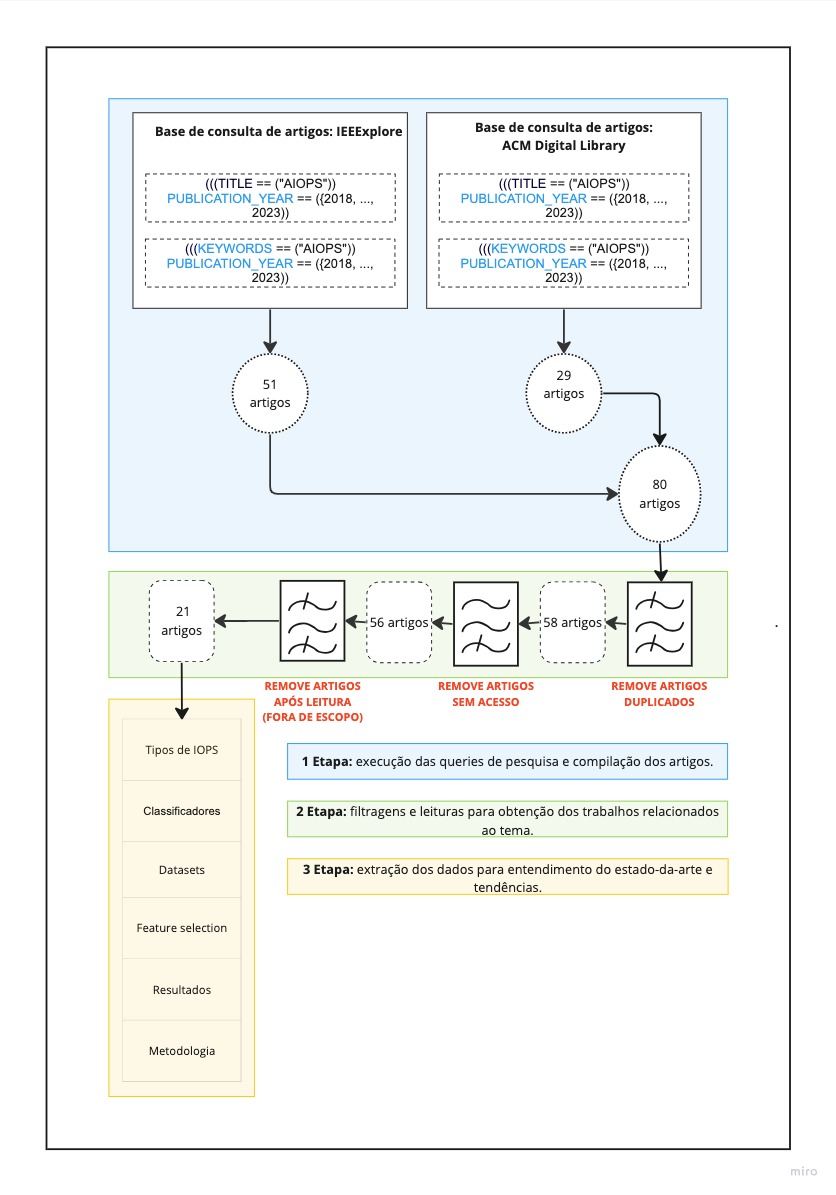 Base de consulta de artigos: IEEExplore
(((TITLE == ("AIOPS"))
PUBLICATION_YEAR == ({2018, ...,
2023))
(((KEYWORDS == ("AIOPS"))
PUBLICATION_YEAR == ({2018, ...,
2023))
Base de consulta de artigos:
ACM Digital Library
(((TITLE == ("AIOPS"))
PUBLICATION_YEAR == ({2018, ...,
2023))
(((KEYWORDS == ("AIOPS"))
PUBLICATION_YEAR == ({2018, ...,
2023))
51
artigos
29
artigos
80
artigos
21
artigos
56 artigos
58 artigos
REMOVE ARTIGOS
APÓS LEITURA
(FORA DE ESCOPO)
REMOVE ARTIGOS
SEM ACESSO
REMOVE ARTIGOS
DUPLICADOS
Tipos de IOPS
Classificadores
Datasets
Feature selection
Resultados
Metodologia
1 Etapa: execução das queries de pesquisa e compilação dos artigos.
2 Etapa: filtragens e leituras para obtenção dos trabalhos relacionados
ao tema.
3 Etapa: extração dos dados para entendimento do estado-da-arte e
tendências.
miro